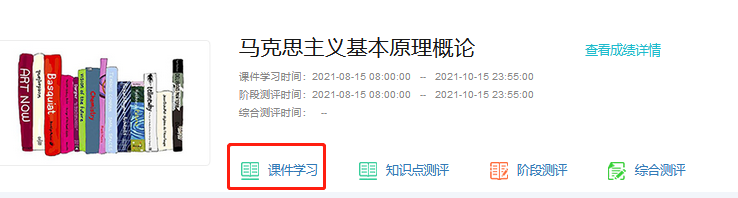 马克思主义基本原理概论
查看成绩详情
课件学习时间：2021-08-15 08:00:00 -- 2021-10-15 23:55:00
阶段测评时间：2021-08-15 08:00:00 -- 2021-10-15 23:55:00
综合测评时间： --
课件学习 知识点测评 阶段测评 综合测评
ART NOW
Basquiat
Chemistry